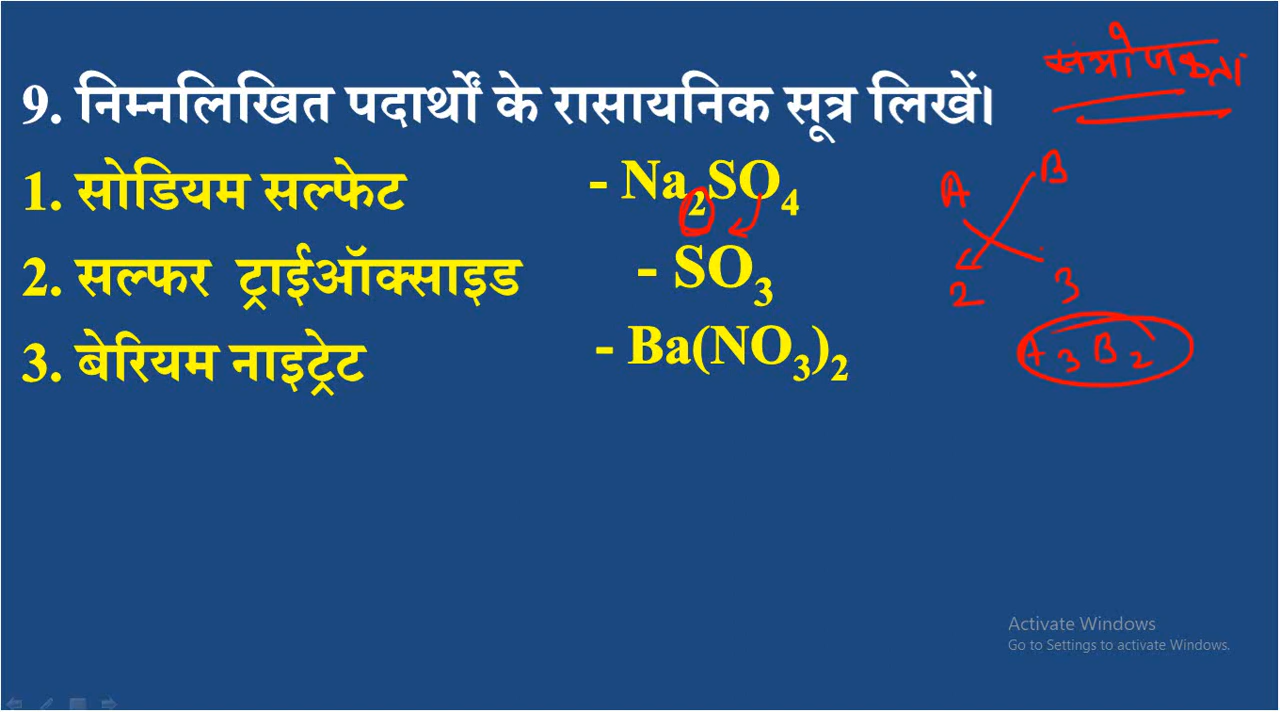 संयोजकता
9. निम्नलिखित पदार्थों के रासायनिक सूत्र लिखें।
1. सोडियम सल्फेट - Na₂SO₄
A B
2. सल्फर ट्राईऑक्साइड - SO₃
2 3
3. बेरियम नाइट्रेट - Ba(NO₃)₂
A₃B₂
Activate Windows
Go to Settings to activate Windows.